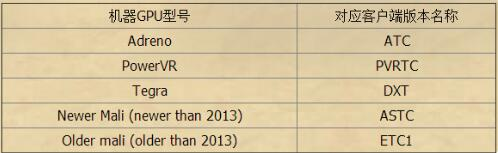 机器GPU型号 对应客户端版本名称
Adreno ATC
PowerVR PVRTC
Tegra DXT
Newer Mali (newer than 2013) ASTC
Older mali (older than 2013) ETC1